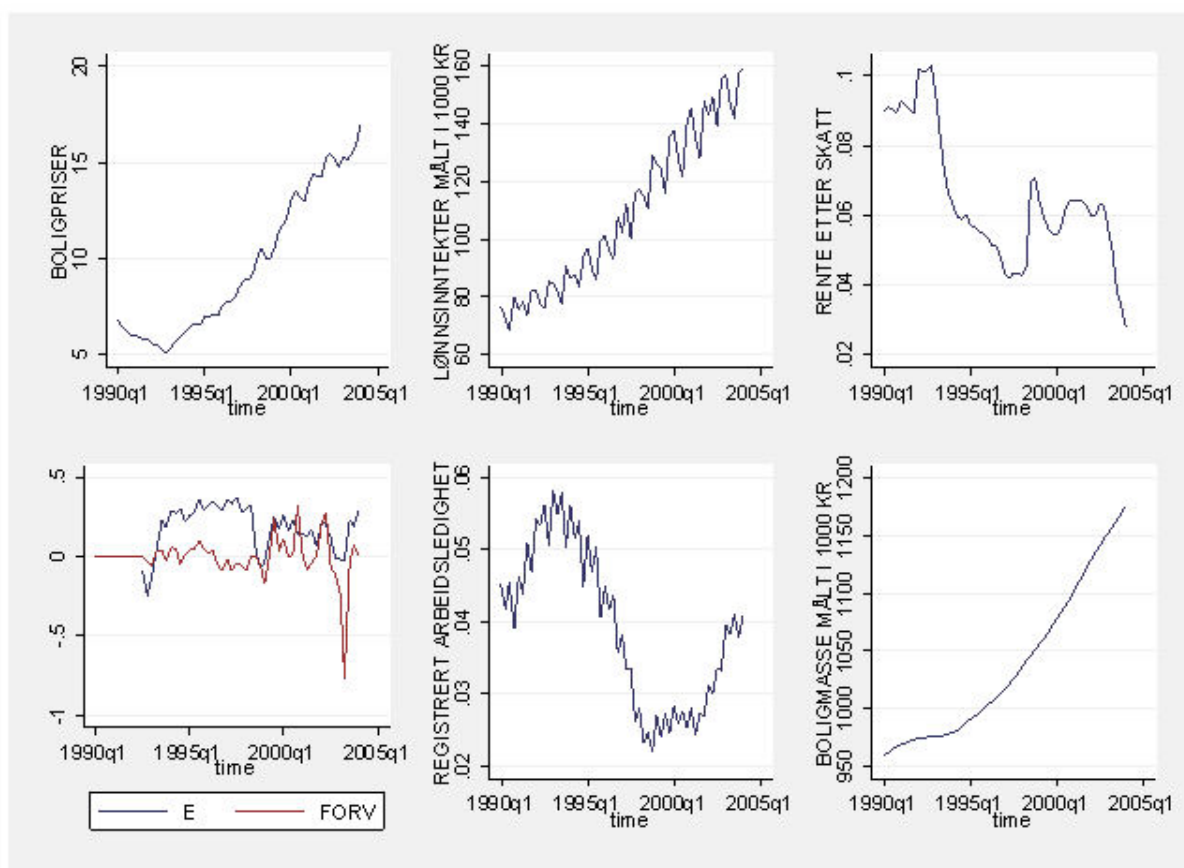 BOLIGPRISER
20
15
10
5
1990q1 1995q1 2000q1 2005q1
time
LØNNSINNTEKTER MÅLT I 1000 KR
160
140
120
100
80
60
1990q1 1995q1 2000q1 2005q1
time
RENTE ETTER SKATT
.1
.08
.06
.04
.02
1990q1 1995q1 2000q1 2005q1
time
.5
0
-.5
-1
1990q1 1995q1 2000q1 2005q1
time
E FORV
REGISTRERT ARBEIDSLEDIGHET
.06
.05
.04
.03
.02
1990q1 1995q1 2000q1 2005q1
time
BOLIGMASSE MÅLT I 1000 KR
1200
1150
1100
1050
1000
950
1990q1 1995q1 2000q1 2005q1
time